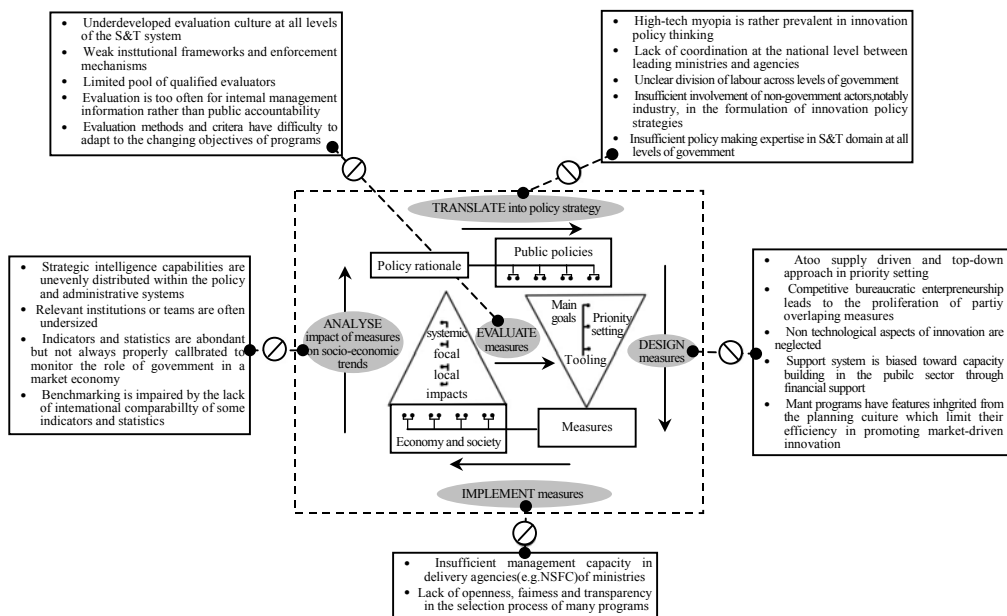 • Underdeveloped evaluation culture at all levels
of the S&T system
• Weak insttutional frameworks and enforcement
mechanisms
• Limited pool of qualified evaluators
• Evaluation is too often for internal management
information rather than public accountability
• Evaluation methods and critera have difficulty to
adapt to the changing objectives of programs
• High-tech myopia is rather prevalent in innovation
policy thinking
• Lack of coordination at the national level between
leading ministries and agencies
• Unclear division of labour across levels of government
• Insufficient involvement of non-government actors,notably
industry, in the formulation of innovation policy
strategies
• Insufficient policy making expertise in S&T domain at all
levels of government
TRANSLATE into policy strategy
Public policies
Policy rationale
• Strategic intelligence capabilities are
unevenly distributed within the policy
and administrative systems
• Relevant institutions or teams are often
undersized
• Indicators and statistics are abondant
but not always properly callbrated to
monitor the role of government in a
market economy
• Benchmarking is impaired by the lack
of international comparabillty of some
indicators and statistics
ANALYSE
impact of measures
on socio-economic
trends
systemic
focal
local
impacts
EVALUATE
measures
Main
goals
Priority
setting
Tooling
DESIGN
measures
• Atoo supply driven and top-down
approach in priority setting
• Competitive bureaucratic enterpreneurship
leads to the proliferation of partiy
overlaping measures
• Non technological aspects of innovation are
neglected
• Support system is biased toward capacity
building in the pubilc sector through
financial support
• Mant programs have features inhgrited from
the planning cuiture which limit their
efficiency in promoting market-driven
innovation
Economy and society
Measures
IMPLEMENT measures
• Insufficient management capacity in
delivery agencies(e.g.NSFC)of ministries
• Lack of openness, faimess and transparency
in the selection process of many programs